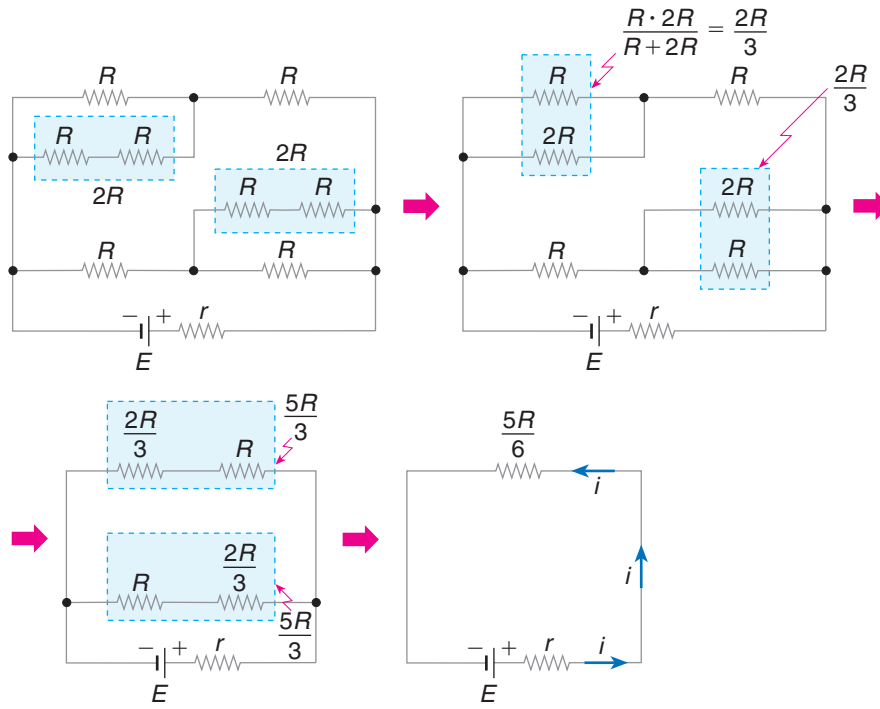 R · 2R / R + 2R = 2R / 3
R R R 2R / 3
R R 2R
2R 2R 2R
R R
R R R R
− + r − + r
E E
2R / 3 R 5R / 3 5R / 6
i
R 2R / 3 i
5R / 3
− + r − + r i
E E